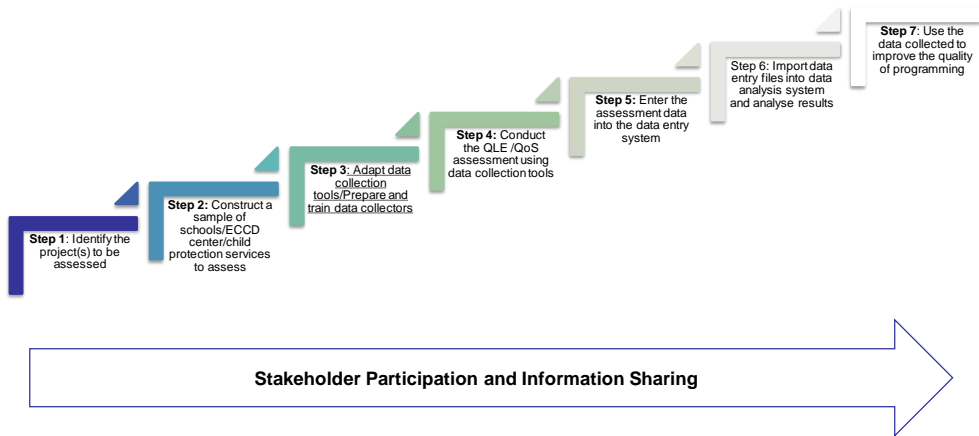 Step 1: Identify the
project(s) to be
assessed
Step 2: Construct a
sample of
schools/ECCD
center/child
protection services
to assess
Step 3: Adapt data
collection
tools/Prepare and
train data collectors
Step 4: Conduct
the QLE /QoS
assessment using
data collection tools
Step 5: Enter the
assessment data
into the data entry
system
Step 6: Import data
entry files into data
analysis system
and analyse results
Step 7: Use the
data collected to
improve the quality
of programming
Stakeholder Participation and Information Sharing